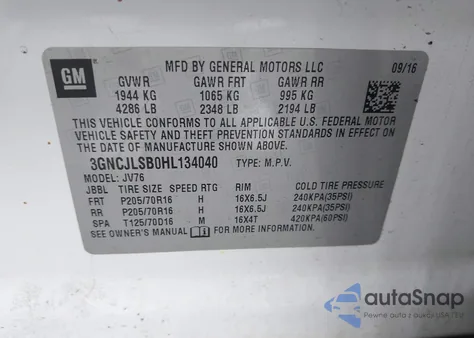 GM
MFD BY GENERAL MOTORS LLC 09/16
GVWR GAWR FRT GAWR RR
1944 KG 1065 KG 995 KG
4286 LB 2348 LB 2194 LB
THIS VEHICLE CONFORMS TO ALL APPLICABLE U.S. FEDERAL MOTOR
VEHICLE SAFETY, BUMPER, AND THEFT PREVENTION STANDARDS
IN EFFECT ON THE DATE OF MANUFACTURE SHOWN ABOVE.
3GNCJLSB0HL134040 TYPE: M.P.V.
MODEL: JV76
JBBL TIRE SIZE SPEED RTG RIM COLD TIRE PRESSURE
FRT P205/70R16 H 16X6.5J 240KPA(35PSI)
RR P205/70R16 H 16X6.5J 240KPA(35PSI)
SPA T125/70D16 M 16X4T 420KPA(60PSI)
SEE OWNER'S MANUAL FOR MORE INFORMATION
autoSnap